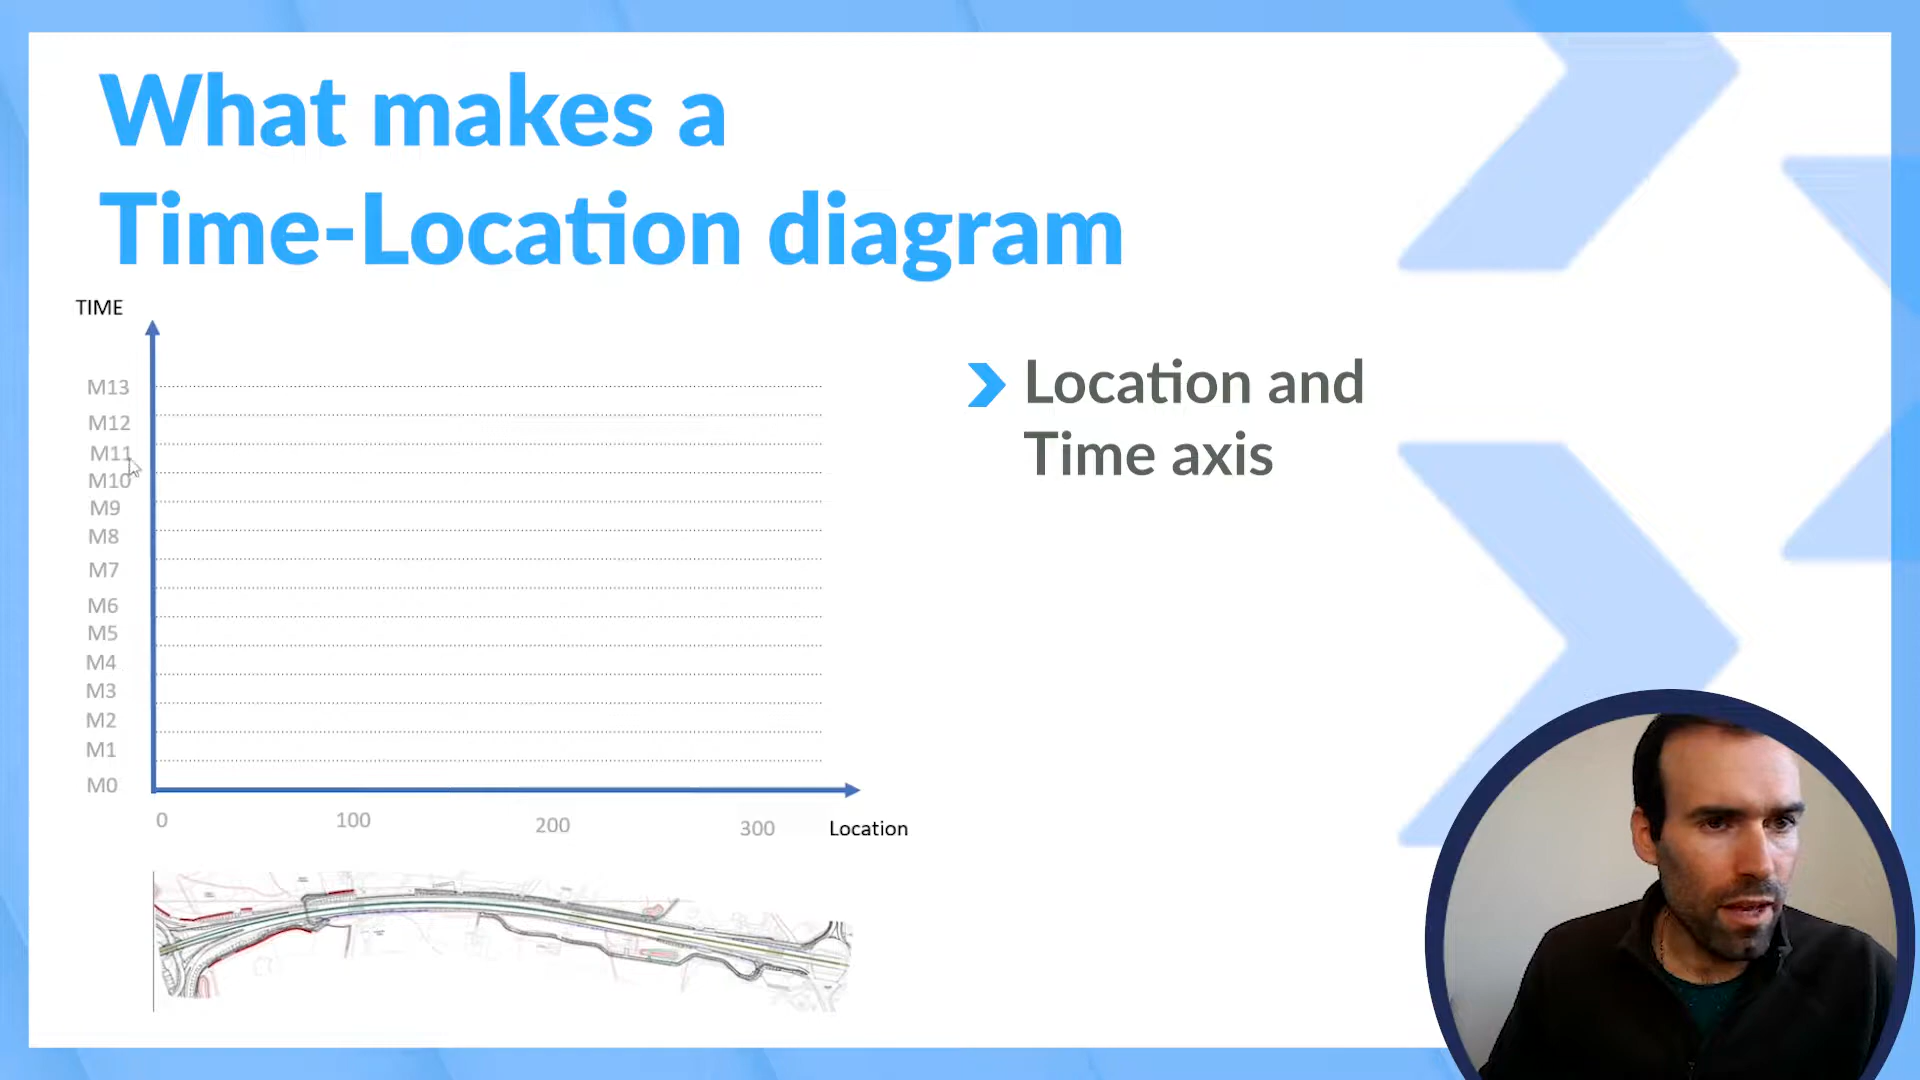 What makes a
Time-Location diagram
TIME
M13
M12
M11
M10
M9
M8
M7
M6
M5
M4
M3
M2
M1
M0
0 100 200 300 Location
Location and
Time axis